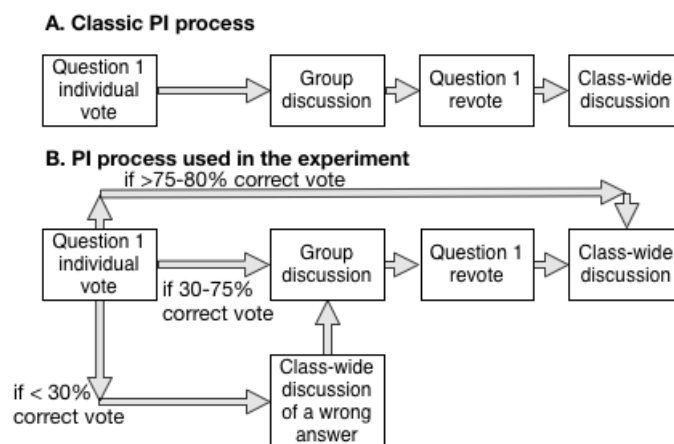 A. Classic PI process
Question 1
individual
vote
Group
discussion
Question 1
revote
Class-wide
discussion
B. PI process used in the experiment
if >75-80% correct vote
Question 1
individual
vote
if 30-75%
correct vote
Group
discussion
Question 1
revote
Class-wide
discussion
if < 30%
correct vote
Class-wide
discussion
of a wrong
answer